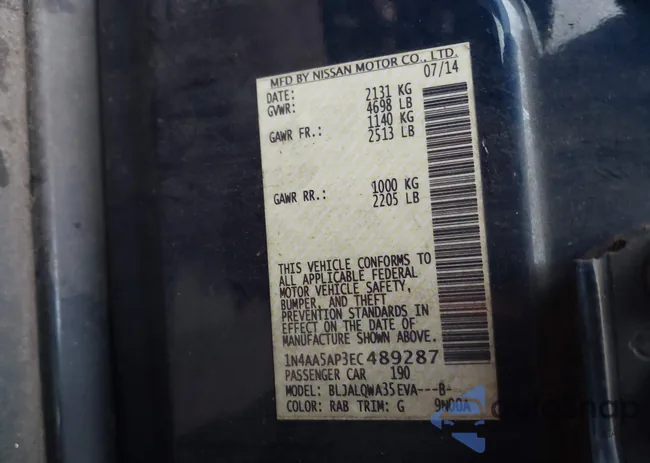 MFD BY NISSAN MOTOR CO., LTD.
DATE: 07/14
GVWR: 2131 KG
4698 LB
GAWR FR.: 1140 KG
2513 LB
GAWR RR.: 1000 KG
2205 LB
THIS VEHICLE CONFORMS TO
ALL APPLICABLE FEDERAL
MOTOR VEHICLE SAFETY,
BUMPER, AND THEFT
PREVENTION STANDARDS IN
EFFECT ON THE DATE OF
MANUFACTURE SHOWN ABOVE.
1N4AA5AP3EC489287
PASSENGER CAR 190
MODEL: BLJALQWA35EVA---B-
COLOR: RAB TRIM: G 9N00A